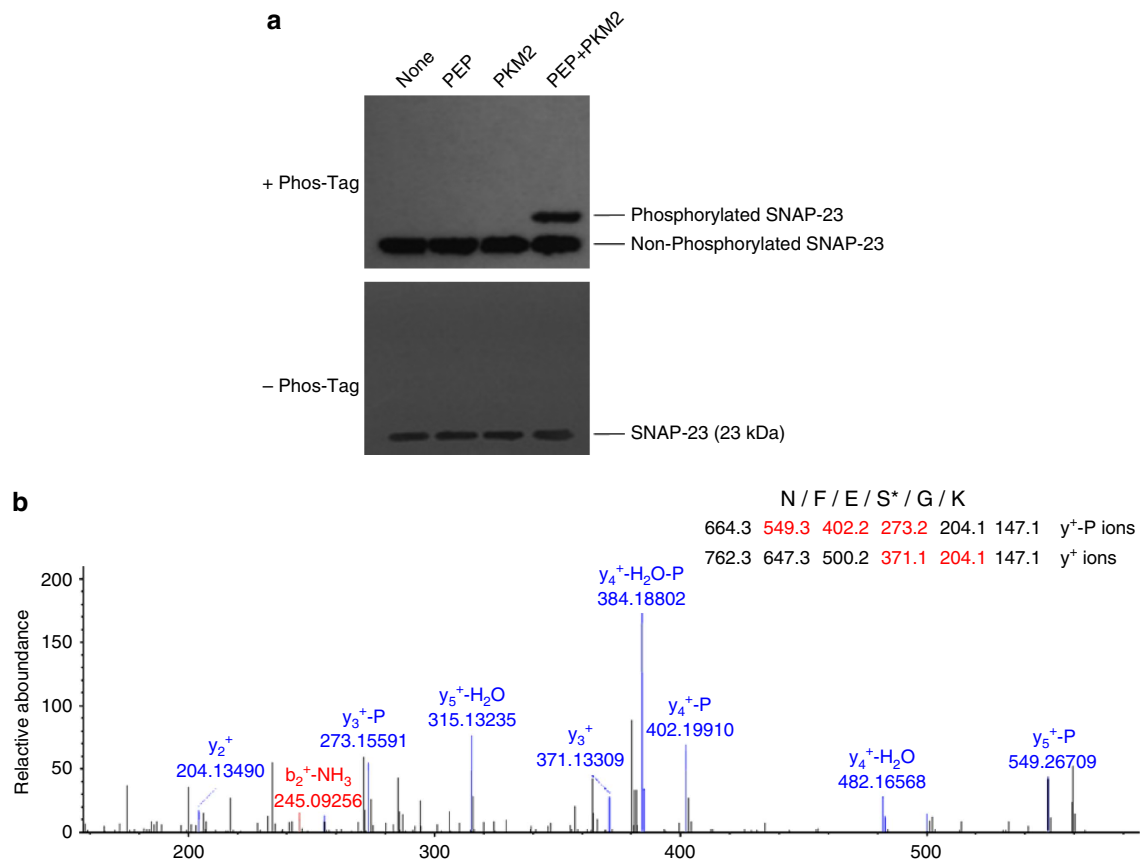 a
None
PEP
PKM2
PEP+PKM2
+ Phos-Tag
Phosphorylated SNAP-23
Non-Phosphorylated SNAP-23
– Phos-Tag
SNAP-23 (23 kDa)
b
N / F / E / S* / G / K
664.3 549.3 402.2 273.2 204.1 147.1 y⁺-P ions
762.3 647.3 500.2 371.1 204.1 147.1 y⁺ ions
Relactive aboundance
200
150
100
50
0
y₂⁺
204.13490
b₂⁺-NH₃
245.09256
y₃⁺-P
273.15591
y₅⁺-H₂O
315.13235
y₃⁺
371.13309
y₄⁺-H₂O-P
384.18802
y₄⁺-P
402.19910
y₄⁺-H₂O
482.16568
y₅⁺-P
549.26709
200
300
400
500